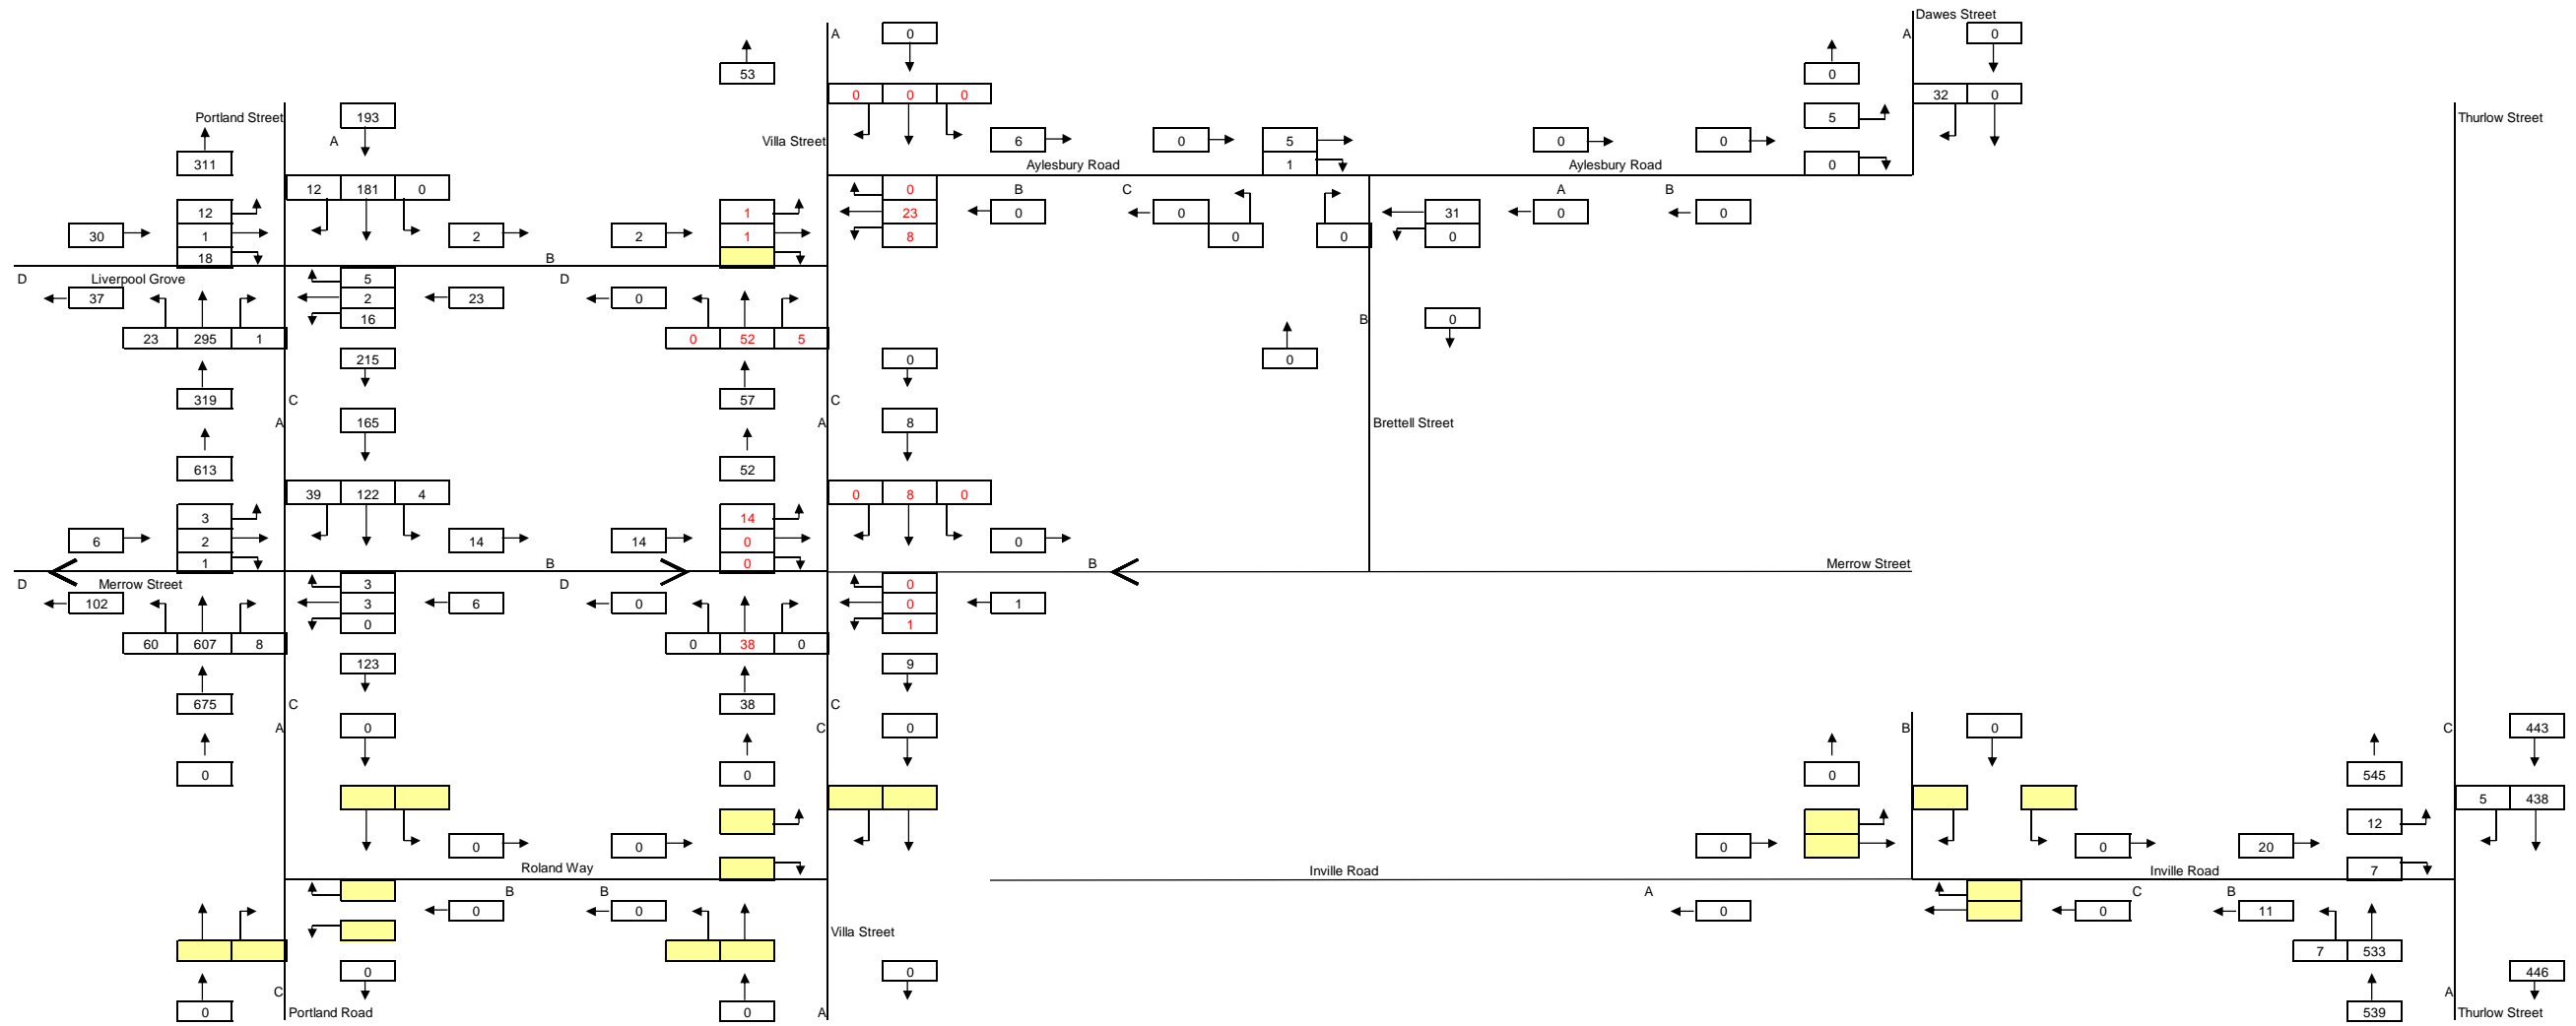 Dawes Street
A 0 A 0
53 0
0 0 0 32 0
Portland Street 193 5 Thurlow Street
A Villa Street 6 0 5 0 0
311 Aylesbury Road 1 Aylesbury Road 0
12 181 0 0 B C A B
12 1 23 0 0 31 0 0
30 1 2 2 1 8 0 0 0
18 B
D Liverpool Grove 5 D
37 2 23 0
16 0
23 295 1 0 52 5 B
215 0 0
319 C 57 C
A 165 A 8 Brettell Street
613 52
39 122 4 0 8 0
3 14
6 2 14 14 0 0
1 B 0 B Merrow Street
D Merrow Street 3 D 0
102 3 6 0 0 1
0 1
60 607 8 0 38 0
123 9
675 C 38 C
A 0 C 0 B 0 C 443
0 0 0 545
5 438
12
0 0 0 0 20
Roland Way Inville Road Inville Road 7
B B A C B
0 0 0 0 11
Villa Street
7 533
0 0 446
C A A
0 Portland Road 0 539 Thurlow Street